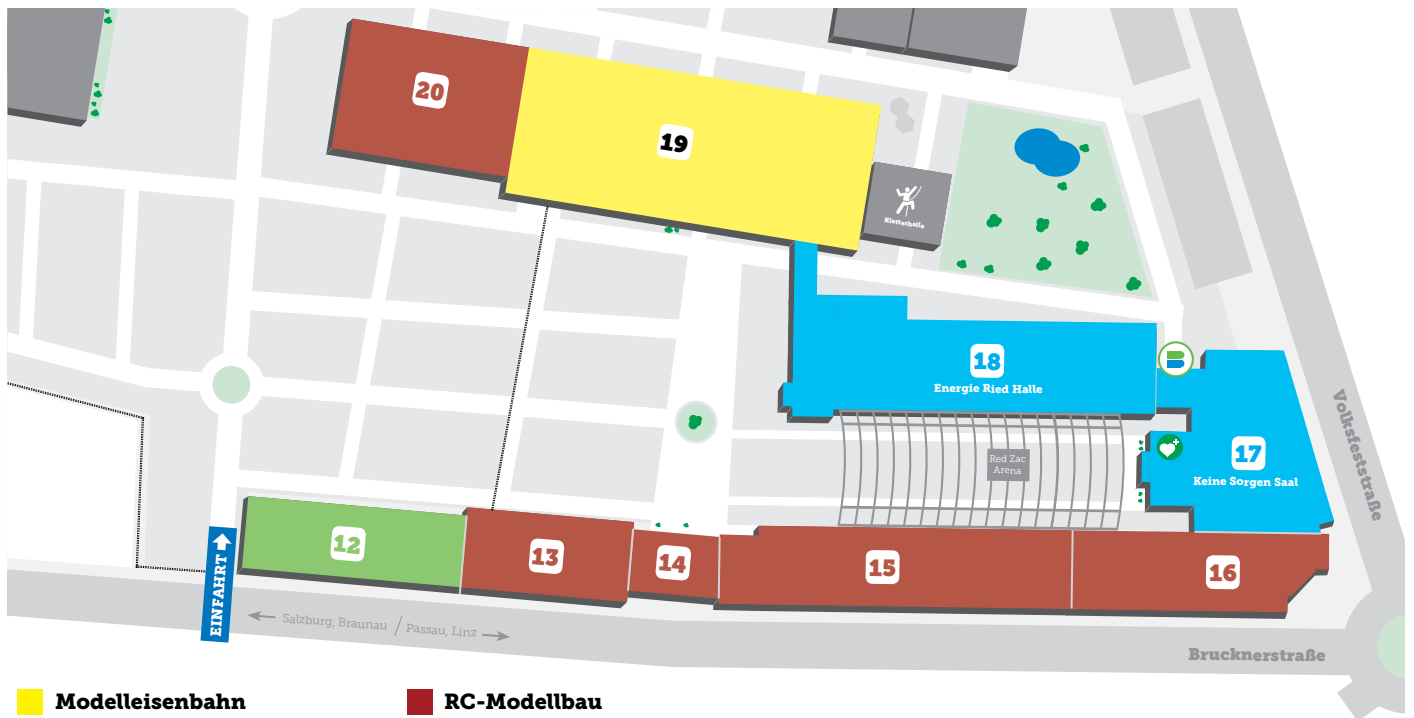 20
19
Kletterhalle
18
Energie Ried Halle
17
Keine Sorgen Saal
Volksfeststraße
Red Zac
Arena
12
13
14
15
16
EINFAHRT
Salzburg, Braunau / Passau, Linz
Brucknerstraße
Modelleisenbahn
RC-Modellbau